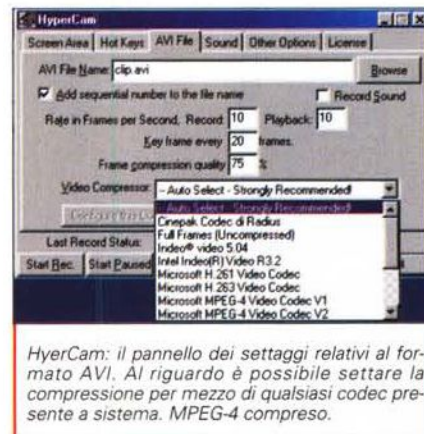 HyperCam
Screen Area Hot Keys AVI File Sound Other Options License
AVI File Name: clip.avi Browse
Add sequential number to the file name Record Sound
Rate in Frames per Second, Record: 10 Playback: 10
Key frame every 20 frames.
Frame compression quality 75 %
Video Compressor: -- Auto Select - Strongly Recommended!
-- Auto Select - Strongly Recommended!
Cinepak Codec di Radius
Full Frames (Uncompressed)
Last Record Status: Indeo® video 5.04
Start Rec. Start Paused Intel Indeo(R) Video R3.2
Microsoft H.261 Video Codec
Microsoft H.263 Video Codec
Microsoft MPEG-4 Video Codec V1
Microsoft MPEG-4 Video Codec V2
HyerCam: il pannello dei settaggi relativi al for-
mato AVI. Al riguardo è possibile settare la
compressione per mezzo di qualsiasi codec pre-
sente a sistema. MPEG-4 compreso.